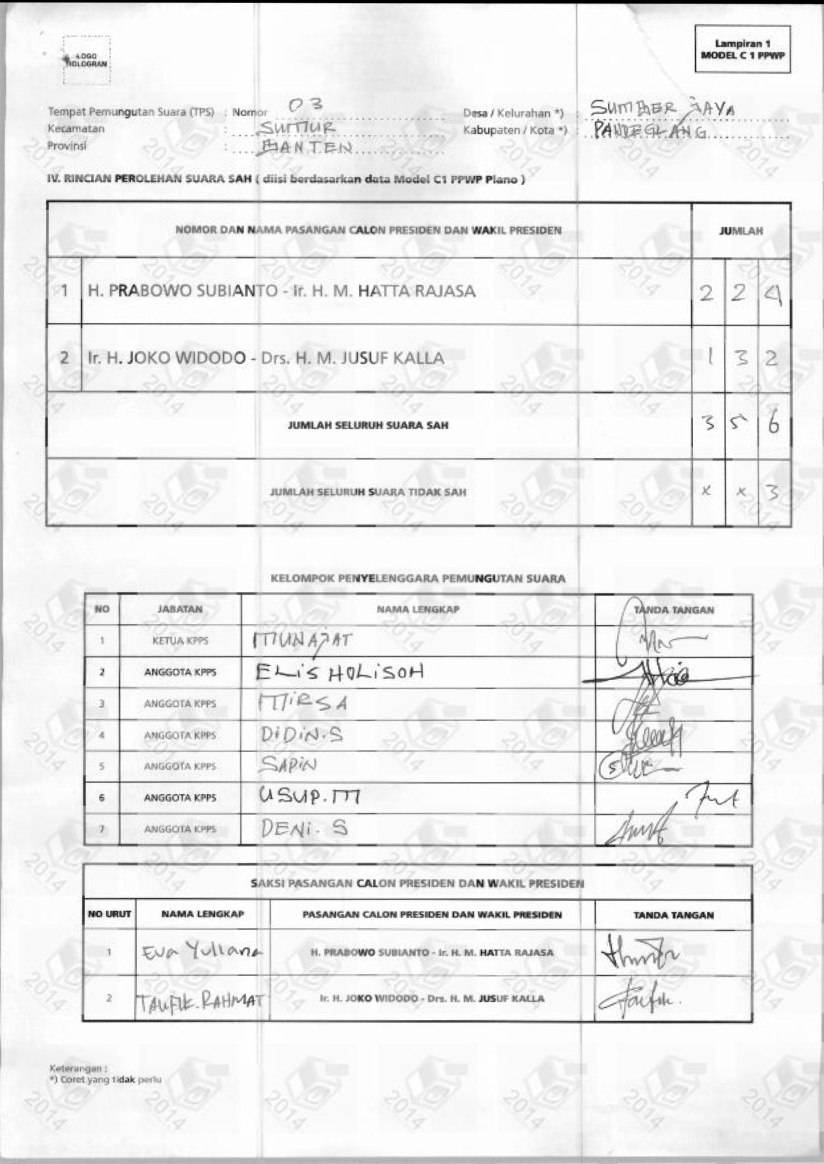 LOGO
HOLOGRAM
Lampiran 1
MODEL C 1 PPWP
Tempat Pemungutan Suara (TPS) : Nomor 03 Desa / Kelurahan *) : SUMBER JAYA
Kecamatan : SUMUR Kabupaten / Kota *) : PANDEGLANG
Provinsi : BANTEN
IV. RINCIAN PEROLEHAN SUARA SAH ( diisi berdasarkan data Model C1 PPWP Plano )
NOMOR DAN NAMA PASANGAN CALON PRESIDEN DAN WAKIL PRESIDEN JUMLAH
1 H. PRABOWO SUBIANTO - Ir. H. M. HATTA RAJASA 2 2 4
2 Ir. H. JOKO WIDODO - Drs. H. M. JUSUF KALLA 1 3 2
JUMLAH SELURUH SUARA SAH 3 5 6
JUMLAH SELURUH SUARA TIDAK SAH x x 3
KELOMPOK PENYELENGGARA PEMUNGUTAN SUARA
NO JABATAN NAMA LENGKAP TANDA TANGAN
1 KETUA KPPS MUNAJAT
2 ANGGOTA KPPS ELIS HOLISOH
3 ANGGOTA KPPS MIRSA
4 ANGGOTA KPPS DIDIN.S
5 ANGGOTA KPPS SAPIN
6 ANGGOTA KPPS USUP.M
7 ANGGOTA KPPS DENI. S
SAKSI PASANGAN CALON PRESIDEN DAN WAKIL PRESIDEN
NO URUT NAMA LENGKAP PASANGAN CALON PRESIDEN DAN WAKIL PRESIDEN TANDA TANGAN
1 Eva Yuliana H. PRABOWO SUBIANTO - Ir. H. M. HATTA RAJASA
2 TAUFIK.RAHMAT Ir. H. JOKO WIDODO - Drs. H. M. JUSUF KALLA Taufik.
Keterangan :
*) Coret yang tidak perlu